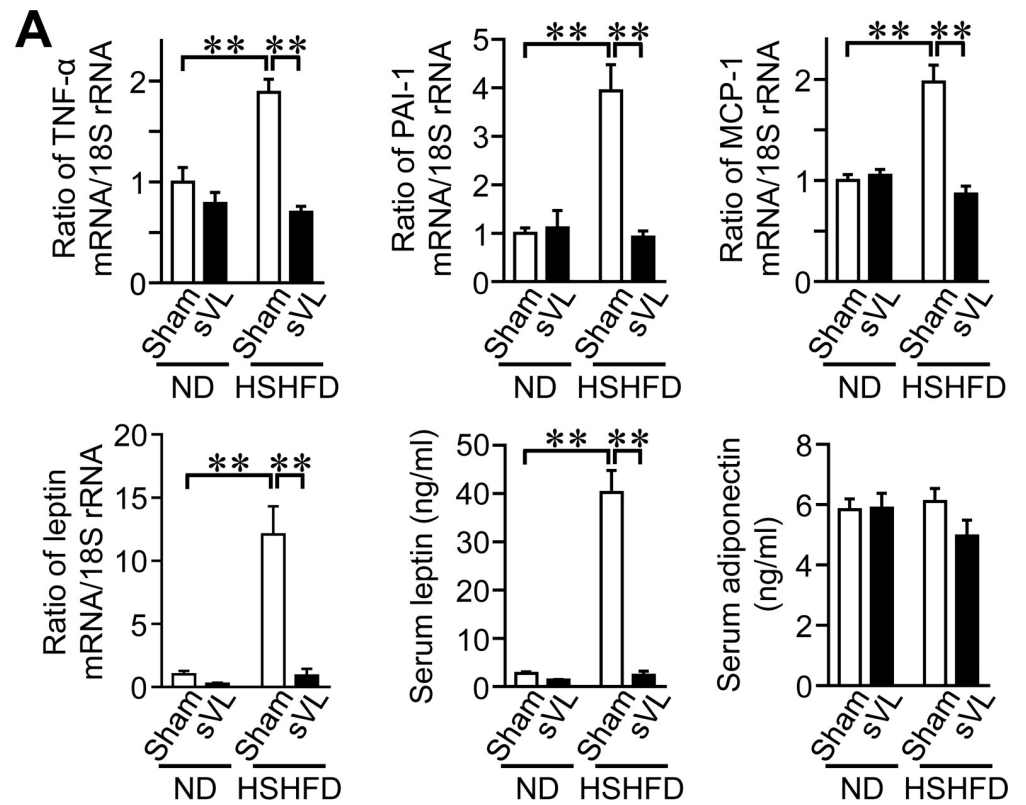 A
Ratio of TNF-α
mRNA/18S rRNA
2
1
0
** **
Sham
sVL
Sham
sVL
ND
HSHFD
Ratio of PAI-1
mRNA/18S rRNA
5
4
3
2
1
0
** **
Sham
sVL
Sham
sVL
ND
HSHFD
Ratio of MCP-1
mRNA/18S rRNA
2
1
0
** **
Sham
sVL
Sham
sVL
ND
HSHFD
Ratio of leptin
mRNA/18S rRNA
20
15
10
5
0
** **
Sham
sVL
Sham
sVL
ND
HSHFD
Serum leptin (ng/ml)
50
40
30
20
10
0
** **
Sham
sVL
Sham
sVL
ND
HSHFD
Serum adiponectin
(ng/ml)
8
6
4
2
0
Sham
sVL
Sham
sVL
ND
HSHFD